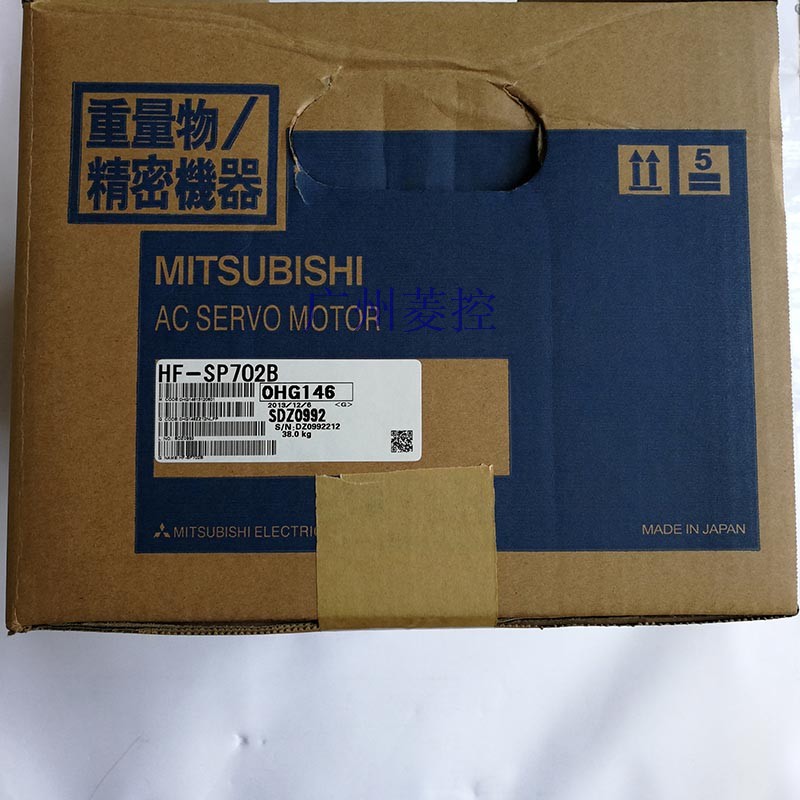 重量物/
精密機器
5
MITSUBISHI
AC SERVO MOTOR
广州菱控
HF-SP702B
0HG146
2013/12/6 <G>
SDZ0992
S/N:DZ0992212
38.0 kg
MITSUBISHI ELECTRIC
MADE IN JAPAN